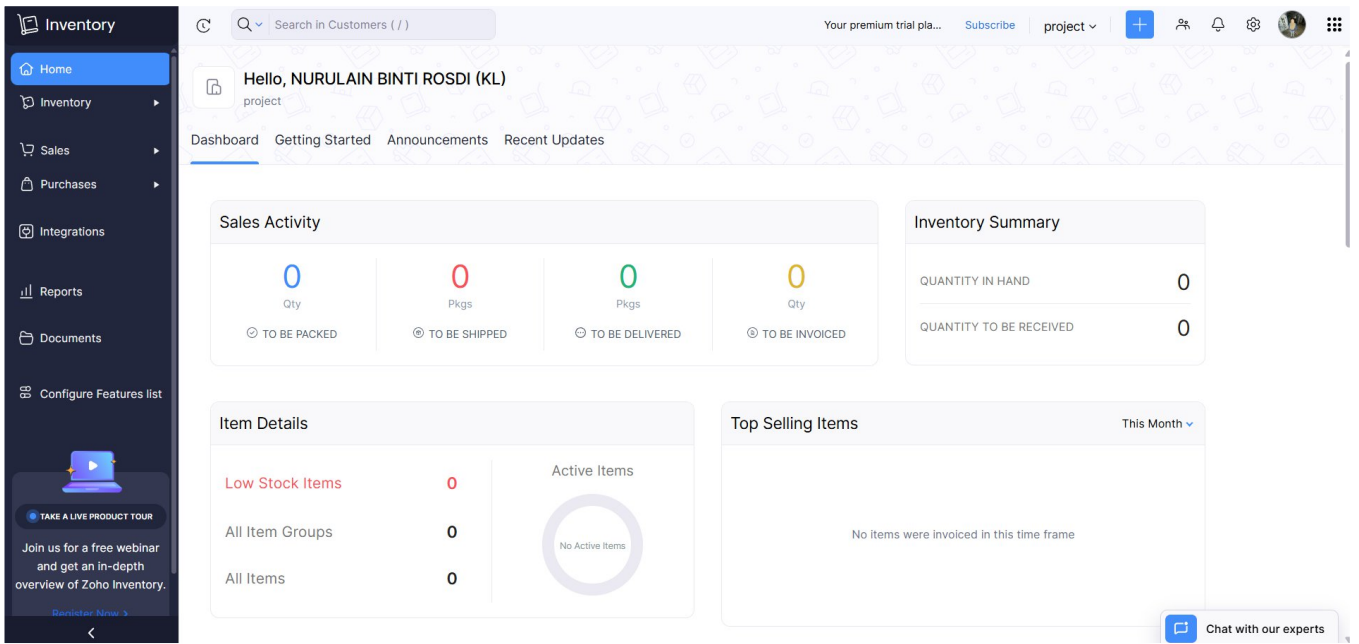 Inventory
Search in Customers ( / )
Your premium trial pla...
Subscribe
project
Home
Inventory
Sales
Purchases
Integrations
Reports
Documents
Configure Features list
TAKE A LIVE PRODUCT TOUR
Join us for a free webinar
and get an in-depth
overview of Zoho Inventory.
Register Now >
Hello, NURULAIN BINTI ROSDI (KL)
project
Dashboard Getting Started Announcements Recent Updates
Sales Activity
0 0 0 0
Qty Pkgs Pkgs Qty
TO BE PACKED TO BE SHIPPED TO BE DELIVERED TO BE INVOICED
Inventory Summary
QUANTITY IN HAND 0
QUANTITY TO BE RECEIVED 0
Item Details
Low Stock Items 0
All Item Groups 0
All Items 0
Active Items
No Active Items
Top Selling Items This Month
No items were invoiced in this time frame
Chat with our experts